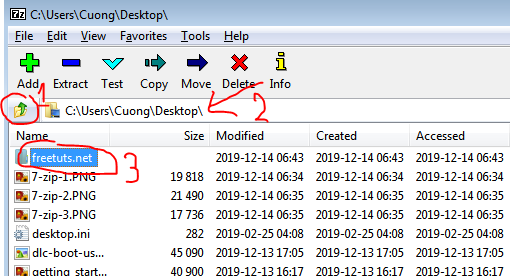 C:\Users\Cuong\Desktop\
File Edit View Favorites Tools Help
Add Extract Test Copy Move Delete Info
1
C:\Users\Cuong\Desktop\
2
Name Size Modified Created Accessed
freetuts.net 2019-12-14 06:43 2019-12-14 06:43 2019-12-14 06:43
3
7-zip-1.PNG 19 818 2019-12-14 06:34 2019-12-14 06:34 2019-12-14 06:34
7-zip-2.PNG 21 490 2019-12-14 06:35 2019-12-14 06:35 2019-12-14 06:35
7-zip-3.PNG 17 736 2019-12-14 06:35 2019-12-14 06:35 2019-12-14 06:35
desktop.ini 282 2019-02-25 04:08 2019-02-25 04:08 2019-02-25 04:08
dlc-boot-us... 45 090 2019-12-13 17:05 2019-12-13 17:05 2019-12-13 17:05
getting_start... 40 900 2019-12-13 16:17 2019-12-13 16:17 2019-12-13 16:17